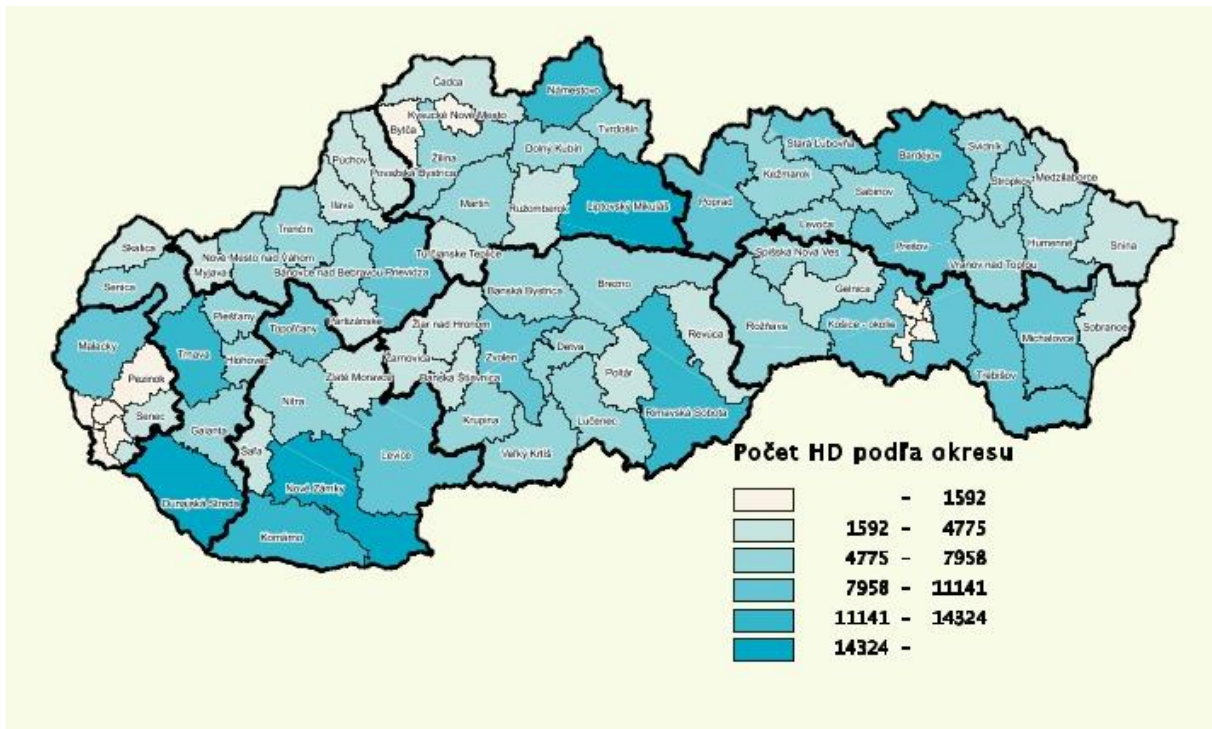 Čadca
Námestovo
Kysucké Nové Mesto
Bytča
Tvrdošín
Stará Ľubovňa
Bardejov
Svidník
Dolný Kubín
Žilina
Púchov
Považská Bystrica
Kežmarok
Stropkov
Medzilaborce
Sabinov
Ilava
Martin
Ružomberok
Liptovský Mikuláš
Poprad
Levoča
Trenčín
Prešov
Humenné
Snina
Skalica
Nové Mesto nad Váhom
Turčianske Teplice
Spišská Nová Ves
Vranov nad Topľou
Myjava
Bánovce nad Bebravou
Prievidza
Senica
Banská Bystrica
Brezno
Gelnica
Piešťany
Topoľčany
Partizánske
Žiar nad Hronom
Rožňava
Košice - okolie
Sobrance
Michalovce
Malacky
Trnava
Hlohovec
Zvolen
Detva
Revúca
Žarnovica
Poltár
Trebišov
Pezinok
Zlaté Moravce
Banská Štiavnica
Senec
Nitra
Rimavská Sobota
Krupina
Lučenec
Galanta
Šaľa
Levice
Veľký Krtíš
Nové Zámky
Dunajská Streda
Komárno
Počet HD podľa okresu
- 1592
1592 - 4775
4775 - 7958
7958 - 11141
11141 - 14324
14324 -